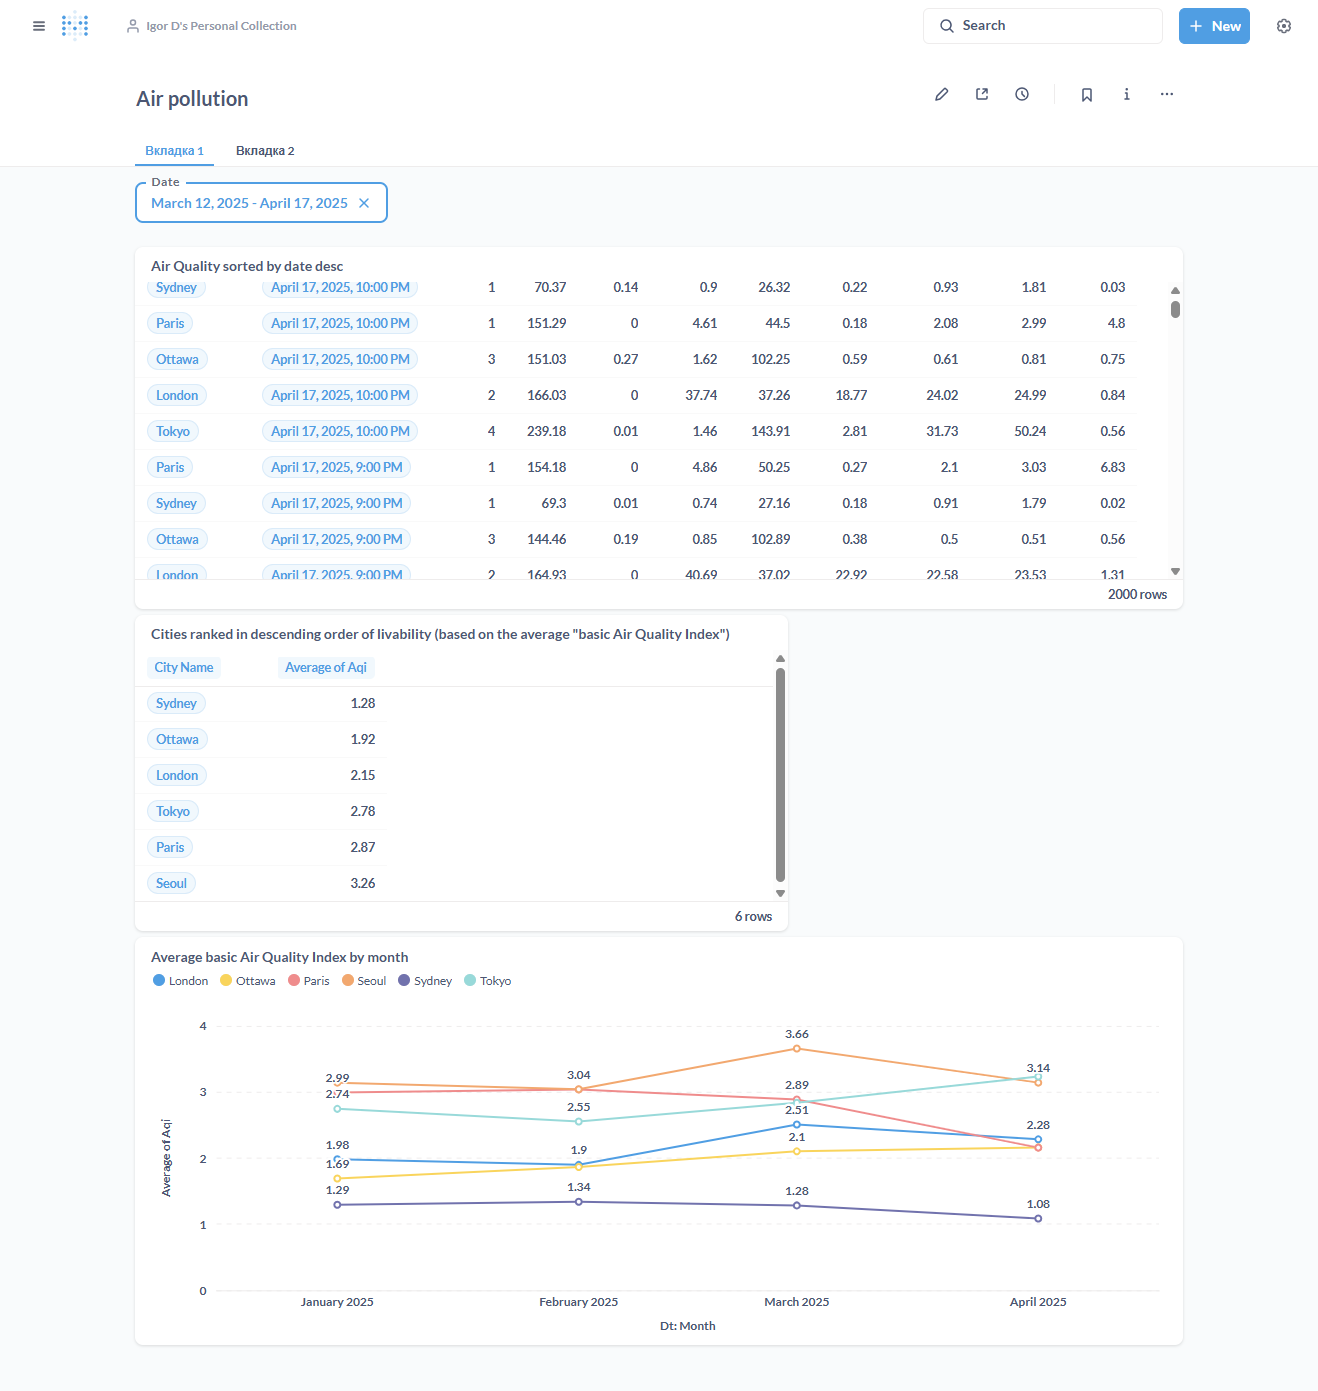 Igor D's Personal Collection
Search
New
Air pollution
Вкладка 1 Вкладка 2
Date
March 12, 2025 - April 17, 2025
Air Quality sorted by date desc
Sydney April 17, 2025, 10:00 PM 1 70.37 0.14 0.9 26.32 0.22 0.93 1.81 0.03
Paris April 17, 2025, 10:00 PM 1 151.29 0 4.61 44.5 0.18 2.08 2.99 4.8
Ottawa April 17, 2025, 10:00 PM 3 151.03 0.27 1.62 102.25 0.59 0.61 0.81 0.75
London April 17, 2025, 10:00 PM 2 166.03 0 37.74 37.26 18.77 24.02 24.99 0.84
Tokyo April 17, 2025, 10:00 PM 4 239.18 0.01 1.46 143.91 2.81 31.73 50.24 0.56
Paris April 17, 2025, 9:00 PM 1 154.18 0 4.86 50.25 0.27 2.1 3.03 6.83
Sydney April 17, 2025, 9:00 PM 1 69.3 0.01 0.74 27.16 0.18 0.91 1.79 0.02
Ottawa April 17, 2025, 9:00 PM 3 144.46 0.19 0.85 102.89 0.38 0.5 0.51 0.56
London April 17, 2025, 9:00 PM 2 164.93 0 40.69 37.02 22.92 22.58 23.53 1.31
2000 rows
Cities ranked in descending order of livability (based on the average "basic Air Quality Index")
City Name Average of Aqi
Sydney 1.28
Ottawa 1.92
London 2.15
Tokyo 2.78
Paris 2.87
Seoul 3.26
6 rows
Average basic Air Quality Index by month
London Ottawa Paris Seoul Sydney Tokyo
Average of Aqi
4
3
2
1
0
2.99
2.74
1.98
1.69
1.29
3.04
2.55
1.9
1.34
3.66
2.89
2.51
2.1
1.28
3.14
2.28
1.08
January 2025 February 2025 March 2025 April 2025
Dt: Month